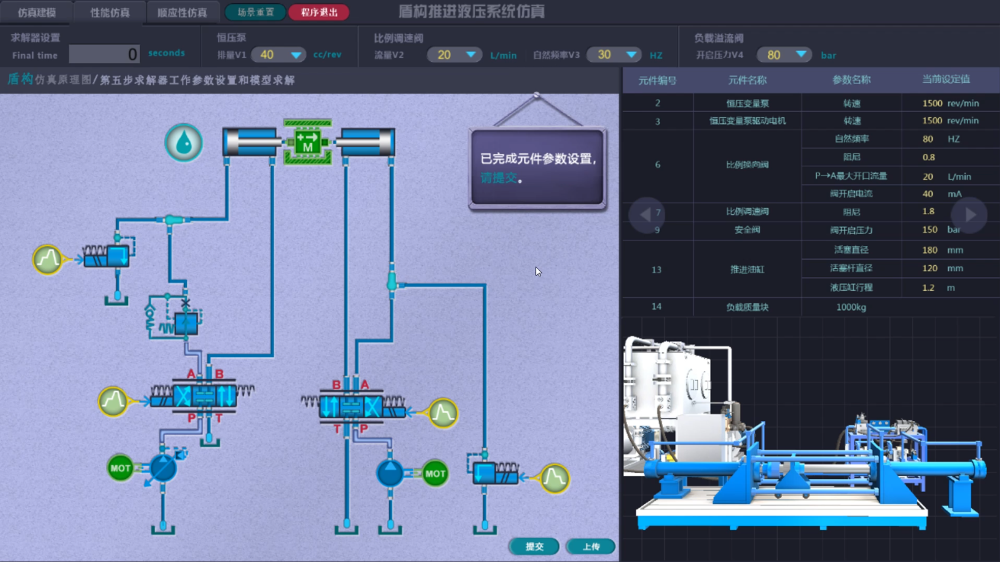 仿真建模 性能仿真 顺应性仿真 场景重置 程序退出 盾构推进液压系统仿真
求解器设置 恒压泵 比例调速阀 负载溢流阀
Final time 0 seconds 排量V1 40 cc/rev 流量V2 20 L/min 自然频率V3 30 HZ 开启压力V4 80 bar
盾构仿真原理图/第五步求解器工作参数设置和模型求解
已完成元件参数设置,
请提交。
M
A B
P T
B A
T P
MOT
MOT
提交 上传
元件编号 元件名称 参数名称 当前设定值
2 恒压变量泵 转速 1500 rev/min
3 恒压变量泵驱动电机 转速 1500 rev/min
6 比例换向阀 自然频率 80 HZ
阻尼 0.8
P→A最大开口流量 20 L/min
阀开启电流 40 mA
7 比例调速阀 阻尼 1.8
9 安全阀 阀开启压力 150 bar
13 推进油缸 活塞直径 180 mm
活塞杆直径 120 mm
液压缸行程 1.2 m
14 负载质量块 1000kg